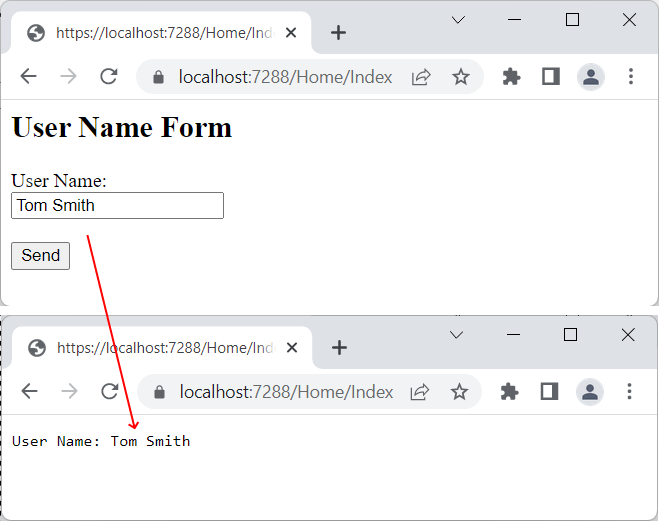 https://localhost:7288/Home/Ind
localhost:7288/Home/Index
User Name Form
User Name:
Tom Smith
Send
https://localhost:7288/Home/Ind
localhost:7288/Home/Index
User Name: Tom Smith